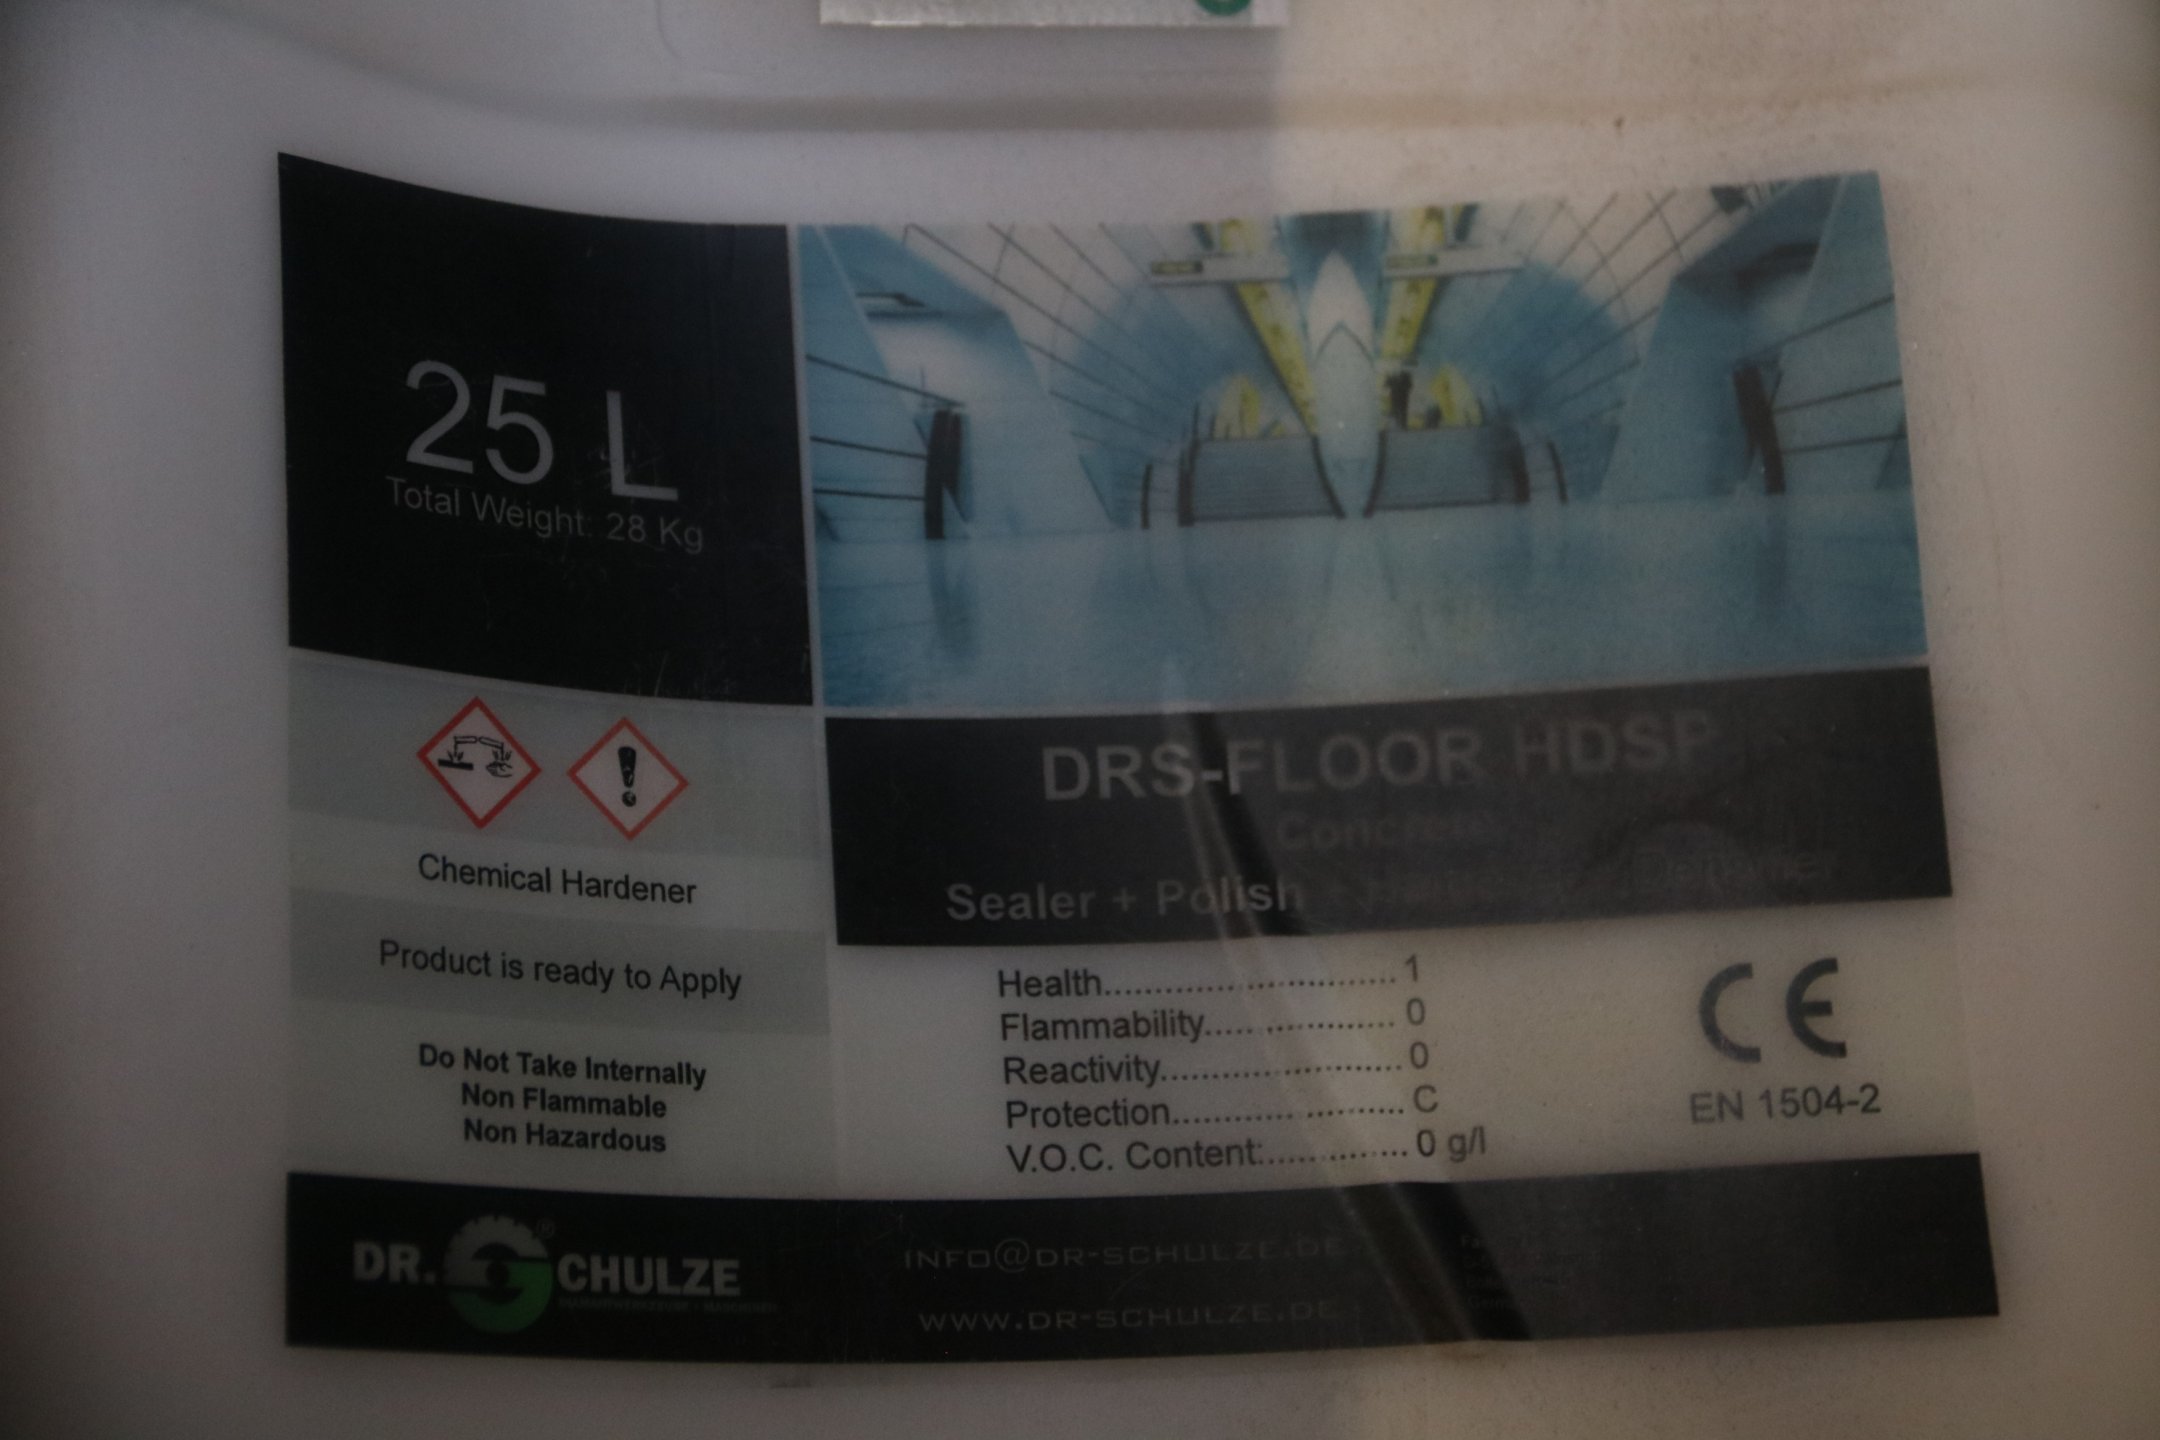 25 L
Total Weight: 28 Kg
Chemical Hardener
Product is ready to Apply
Do Not Take Internally
Non Flammable
Non Hazardous
DRS-FLOOR HDSP
Concrete
Sealer + Polish +
Health..............................1
Flammability....................0
Reactivity.........................0
Protection........................C
V.O.C. Content:...............0 g/l
CE
EN 1504-2
DR. SCHULZE®
DIAMANTWERKZEUGE + MASCHINEN
INFO@DR-SCHULZE.DE
WWW.DR-SCHULZE.DE